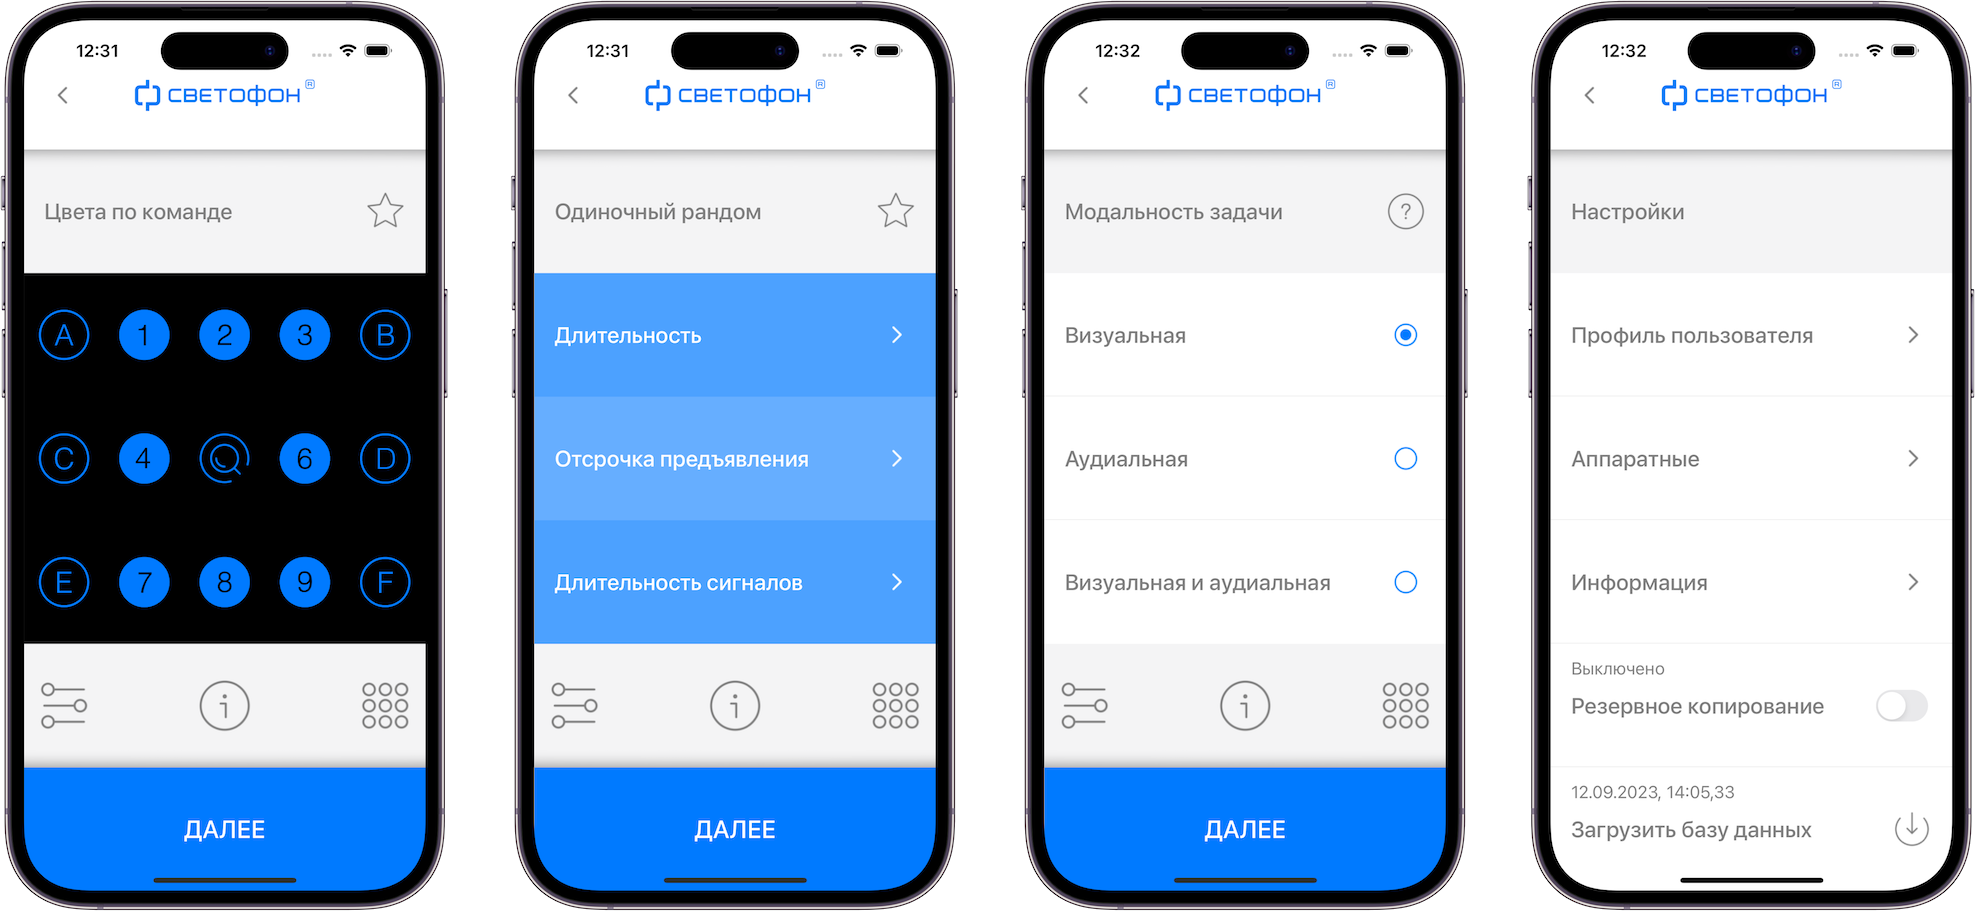 12:31
СВЕТОФОН ®
Цвета по команде
A 1 2 3 B
C 4 6 D
E 7 8 9 F
ДАЛЕЕ
12:31
СВЕТОФОН ®
Одиночный рандом
Длительность
Отсрочка предъявления
Длительность сигналов
ДАЛЕЕ
12:32
СВЕТОФОН ®
Модальность задачи
Визуальная
Аудиальная
Визуальная и аудиальная
ДАЛЕЕ
12:32
СВЕТОФОН ®
Настройки
Профиль пользователя
Аппаратные
Информация
Выключено
Резервное копирование
12.09.2023, 14:05,33
Загрузить базу данных